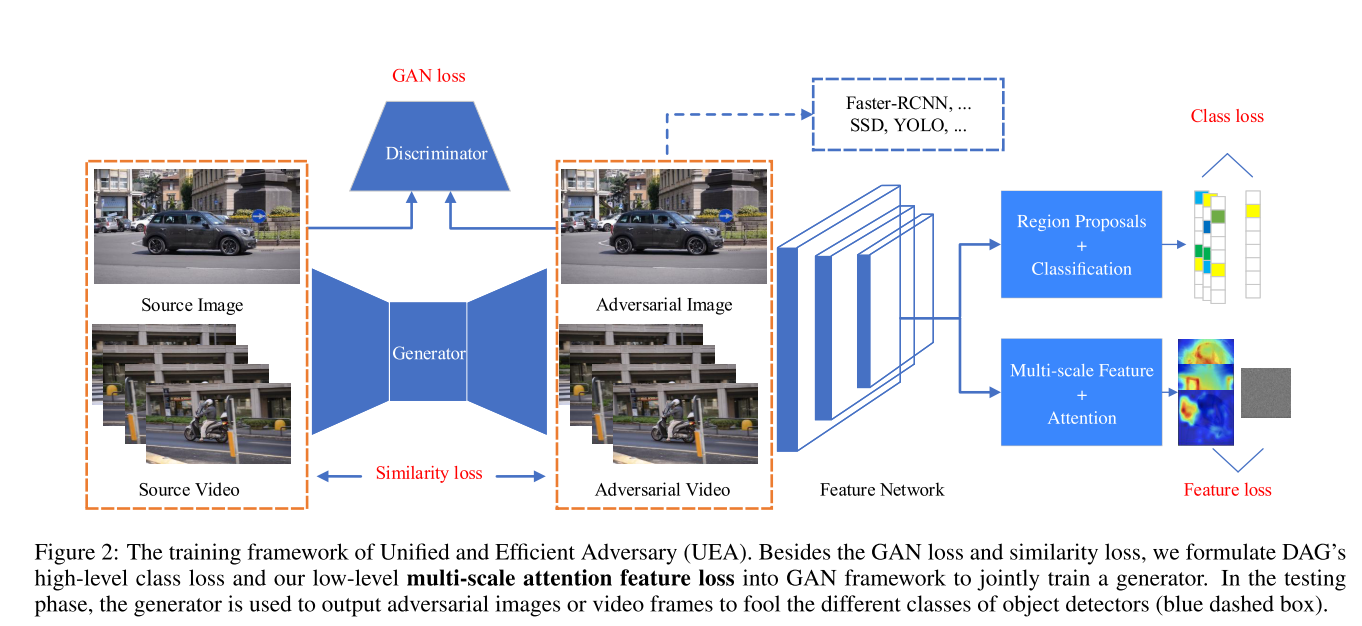 GAN loss
Discriminator
Faster-RCNN, ...
SSD, YOLO, ...
Class loss
Source Image
Adversarial Image
Region Proposals
+
Classification
Generator
Multi-scale Feature
+
Attention
Similarity loss
Source Video
Adversarial Video
Feature Network
Feature loss
Figure 2: The training framework of Unified and Efficient Adversary (UEA). Besides the GAN loss and similarity loss, we formulate DAG's
high-level class loss and our low-level multi-scale attention feature loss into GAN framework to jointly train a generator. In the testing
phase, the generator is used to output adversarial images or video frames to fool the different classes of object detectors (blue dashed box).